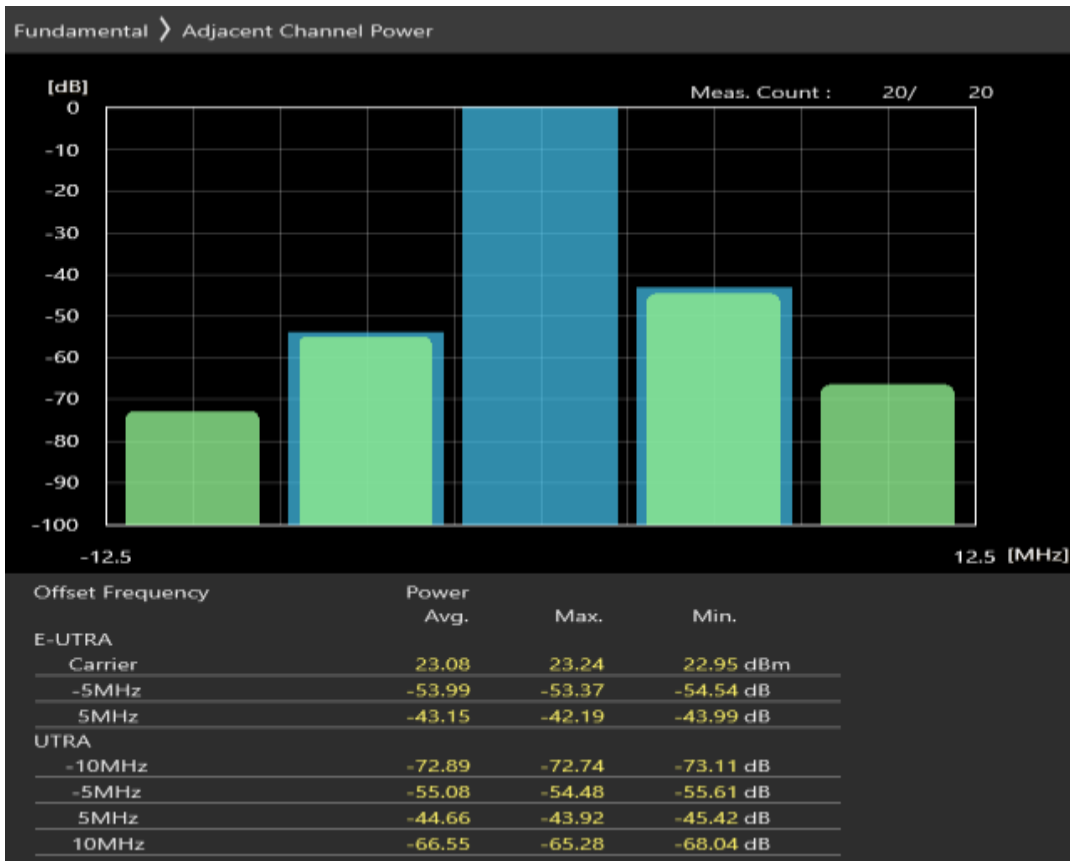 Fundamental ❯ Adjacent Channel Power
[dB]
Meas. Count : 20/ 20
0
-10
-20
-30
-40
-50
-60
-70
-80
-90
-100
-12.5 12.5 [MHz]
Offset Frequency Power
Avg. Max. Min.
E-UTRA
Carrier 23.08 23.24 22.95 dBm
-5MHz -53.99 -53.37 -54.54 dB
5MHz -43.15 -42.19 -43.99 dB
UTRA
-10MHz -72.89 -72.74 -73.11 dB
-5MHz -55.08 -54.48 -55.61 dB
5MHz -44.66 -43.92 -45.42 dB
10MHz -66.55 -65.28 -68.04 dB